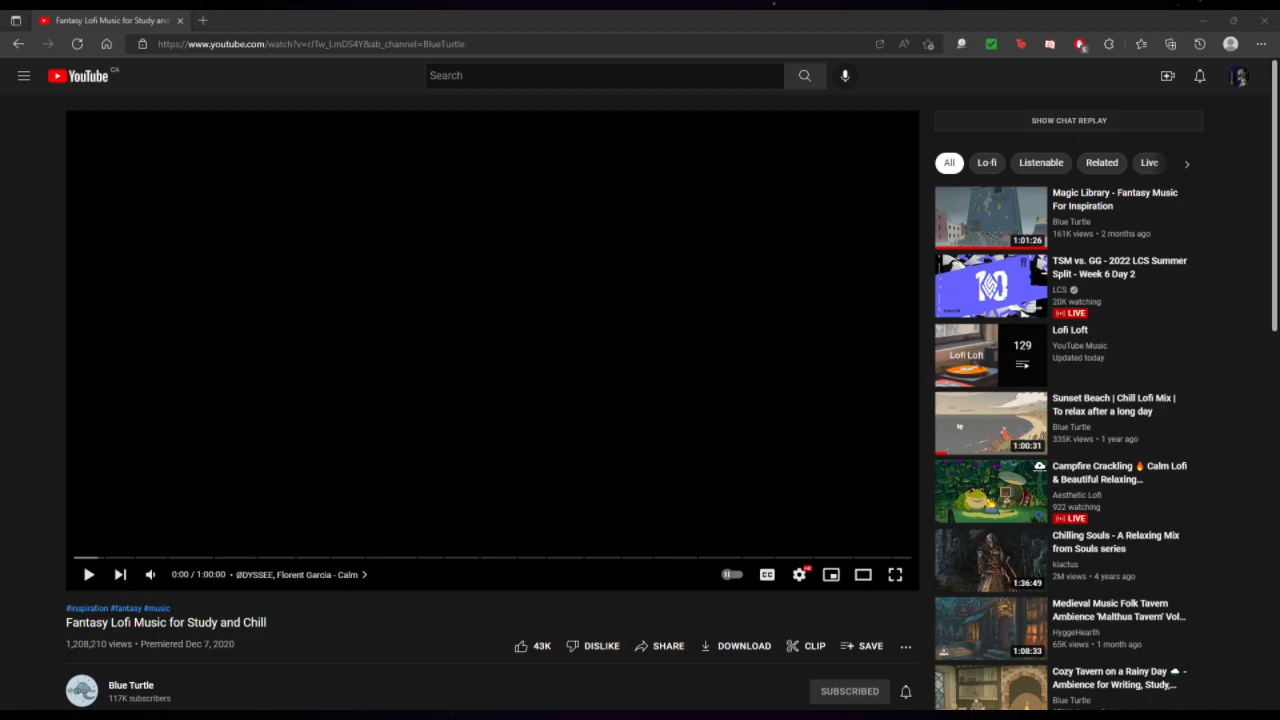 Fantasy Lofi Music for Study and
https://www.youtube.com/watch?v=rJTw_LmDS4Y&ab_channel=BlueTurtle
5
YouTube CA
Search
SHOW CHAT REPLAY
All Lo-fi Listenable Related Live
Magic Library - Fantasy Music
For Inspiration
Blue Turtle
161K views • 2 months ago
1:01:26
TSM vs. GG - 2022 LCS Summer
Split - Week 6 Day 2
LCS
20K watching
LIVE
Lofi Loft
129
Lofi Loft
YouTube Music
Updated today
Sunset Beach | Chill Lofi Mix |
To relax after a long day
Blue Turtle
335K views • 1 year ago
1:00:31
Campfire Crackling 🔥 Calm Lofi
& Beautiful Relaxing...
Aesthetic Lofi
922 watching
LIVE
Chilling Souls - A Relaxing Mix
from Souls series
kiactus
2M views • 4 years ago
1:36:49
Medieval Music Folk Tavern
Ambience 'Malthus Tavern' Vol...
HyggeHearth
65K views • 1 month ago
1:08:33
Cozy Tavern on a Rainy Day ☁ -
Ambience for Writing, Study,...
Blue Turtle
0:00 / 1:00:00 • ØDYSSEE, Florent Garcia - Calm
CC
HD
#inspiration #fantasy #music
Fantasy Lofi Music for Study and Chill
1,208,210 views • Premiered Dec 7, 2020
43K DISLIKE SHARE DOWNLOAD CLIP SAVE
Blue Turtle
117K subscribers
SUBSCRIBED